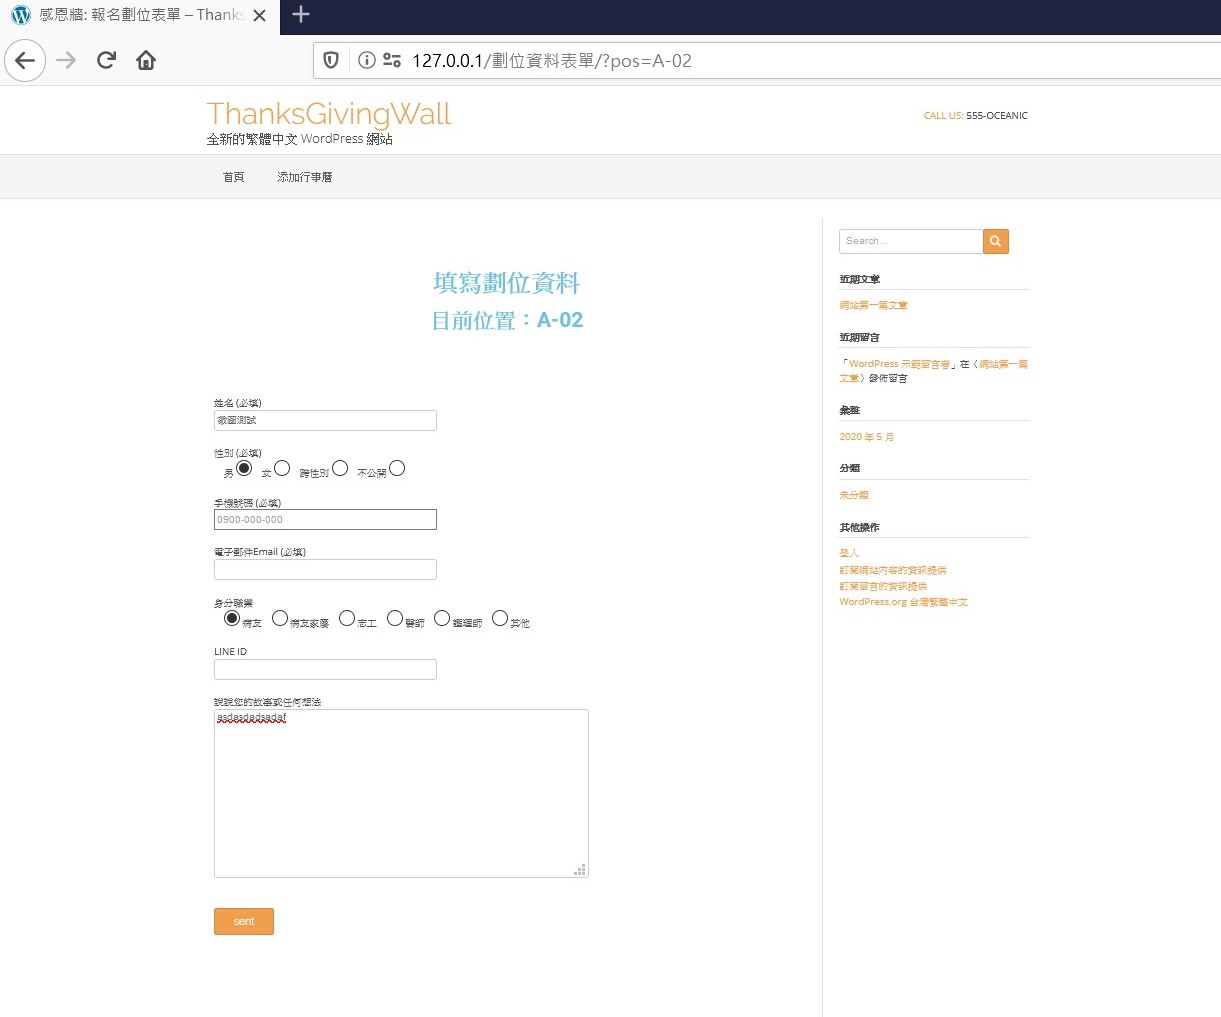 感恩牆: 報名劃位表單 – Thanks
127.0.0.1/劃位資料表單/?pos=A-02
ThanksGivingWall
全新的繁體中文 WordPress 網站
CALL US: 555-OCEANIC
首頁
添加行事曆
填寫劃位資料
目前位置：A-02
姓名 (必填)
徹圖測試
性別 (必填)
男 女 跨性別 不公開
手機號碼 (必填)
0900-000-000
電子郵件Email (必填)
身分職業
病友 病友家屬 志工 醫師 護理師 其他
LINE ID
說說您的故事或任何想法
asdasdadsadaf
sent
Search...
近期文章
網站第一篇文章
近期留言
「WordPress 示範留言者」在〈網站第一篇
文章〉發佈留言
彙整
2020 年 5 月
分類
未分類
其他操作
登入
訂閱網站內容的資訊提供
訂閱留言的資訊提供
WordPress.org 台灣繁體中文